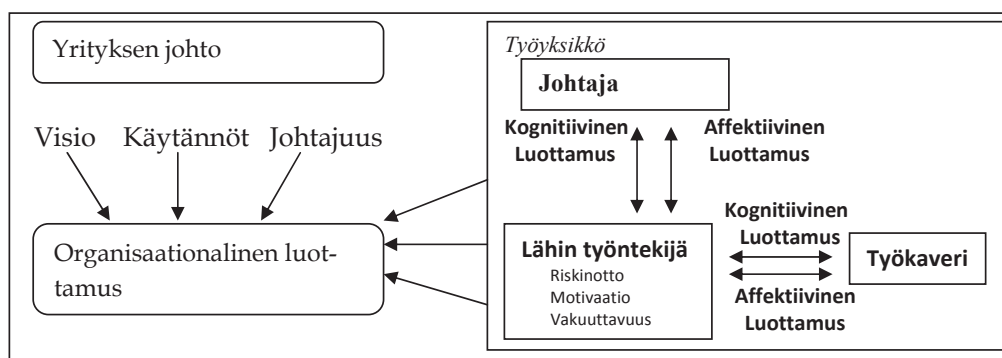 Yrityksen johto
Visio Käytännöt Johtajuus
Organisaationalinen luot-
tamus
Työyksikkö
Johtaja
Kognitiivinen
Luottamus
Affektiivinen
Luottamus
Lähin työntekijä
Riskinotto
Motivaatio
Vakuuttavuus
Kognitiivinen
Luottamus
Affektiivinen
Luottamus
Työkaveri